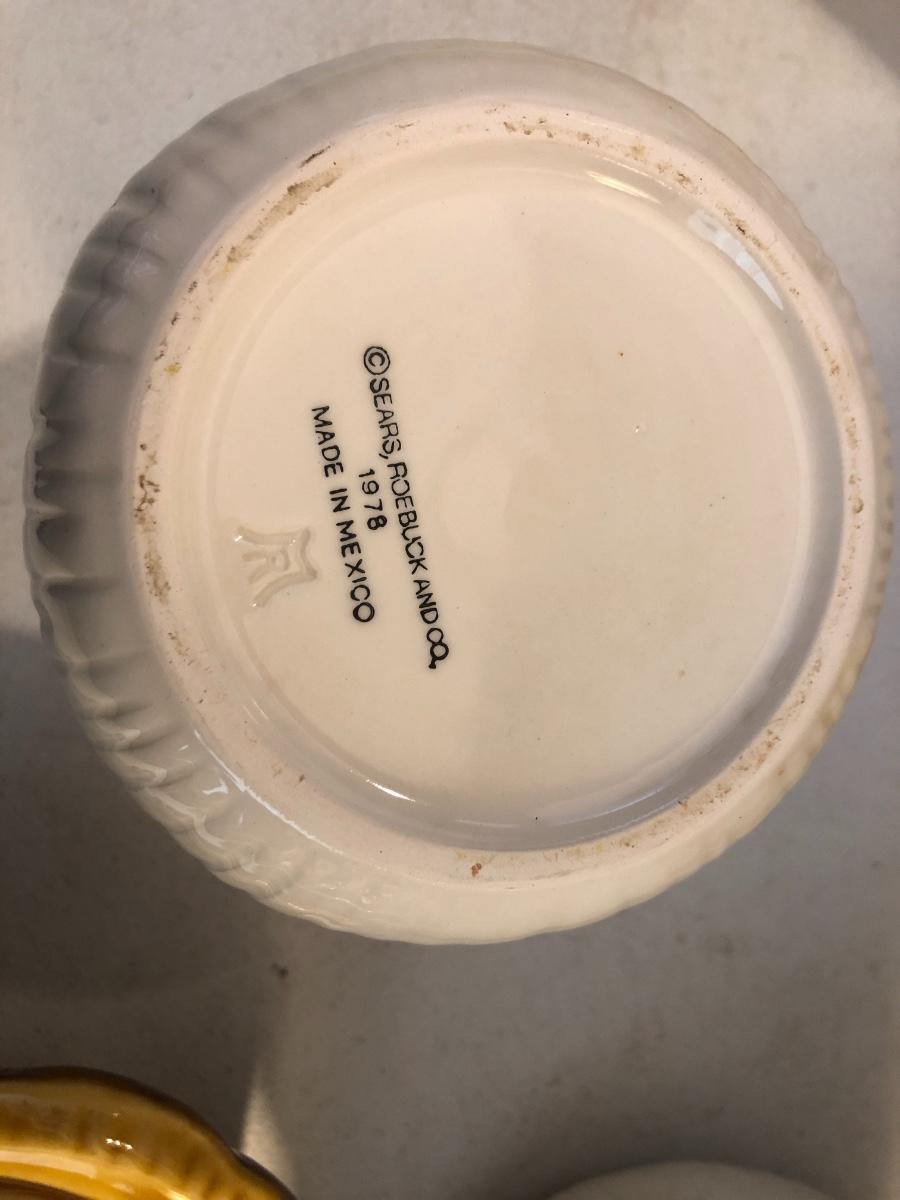 ©SEARS, ROEBUCK AND CO.
1978
MADE IN MEXICO
R